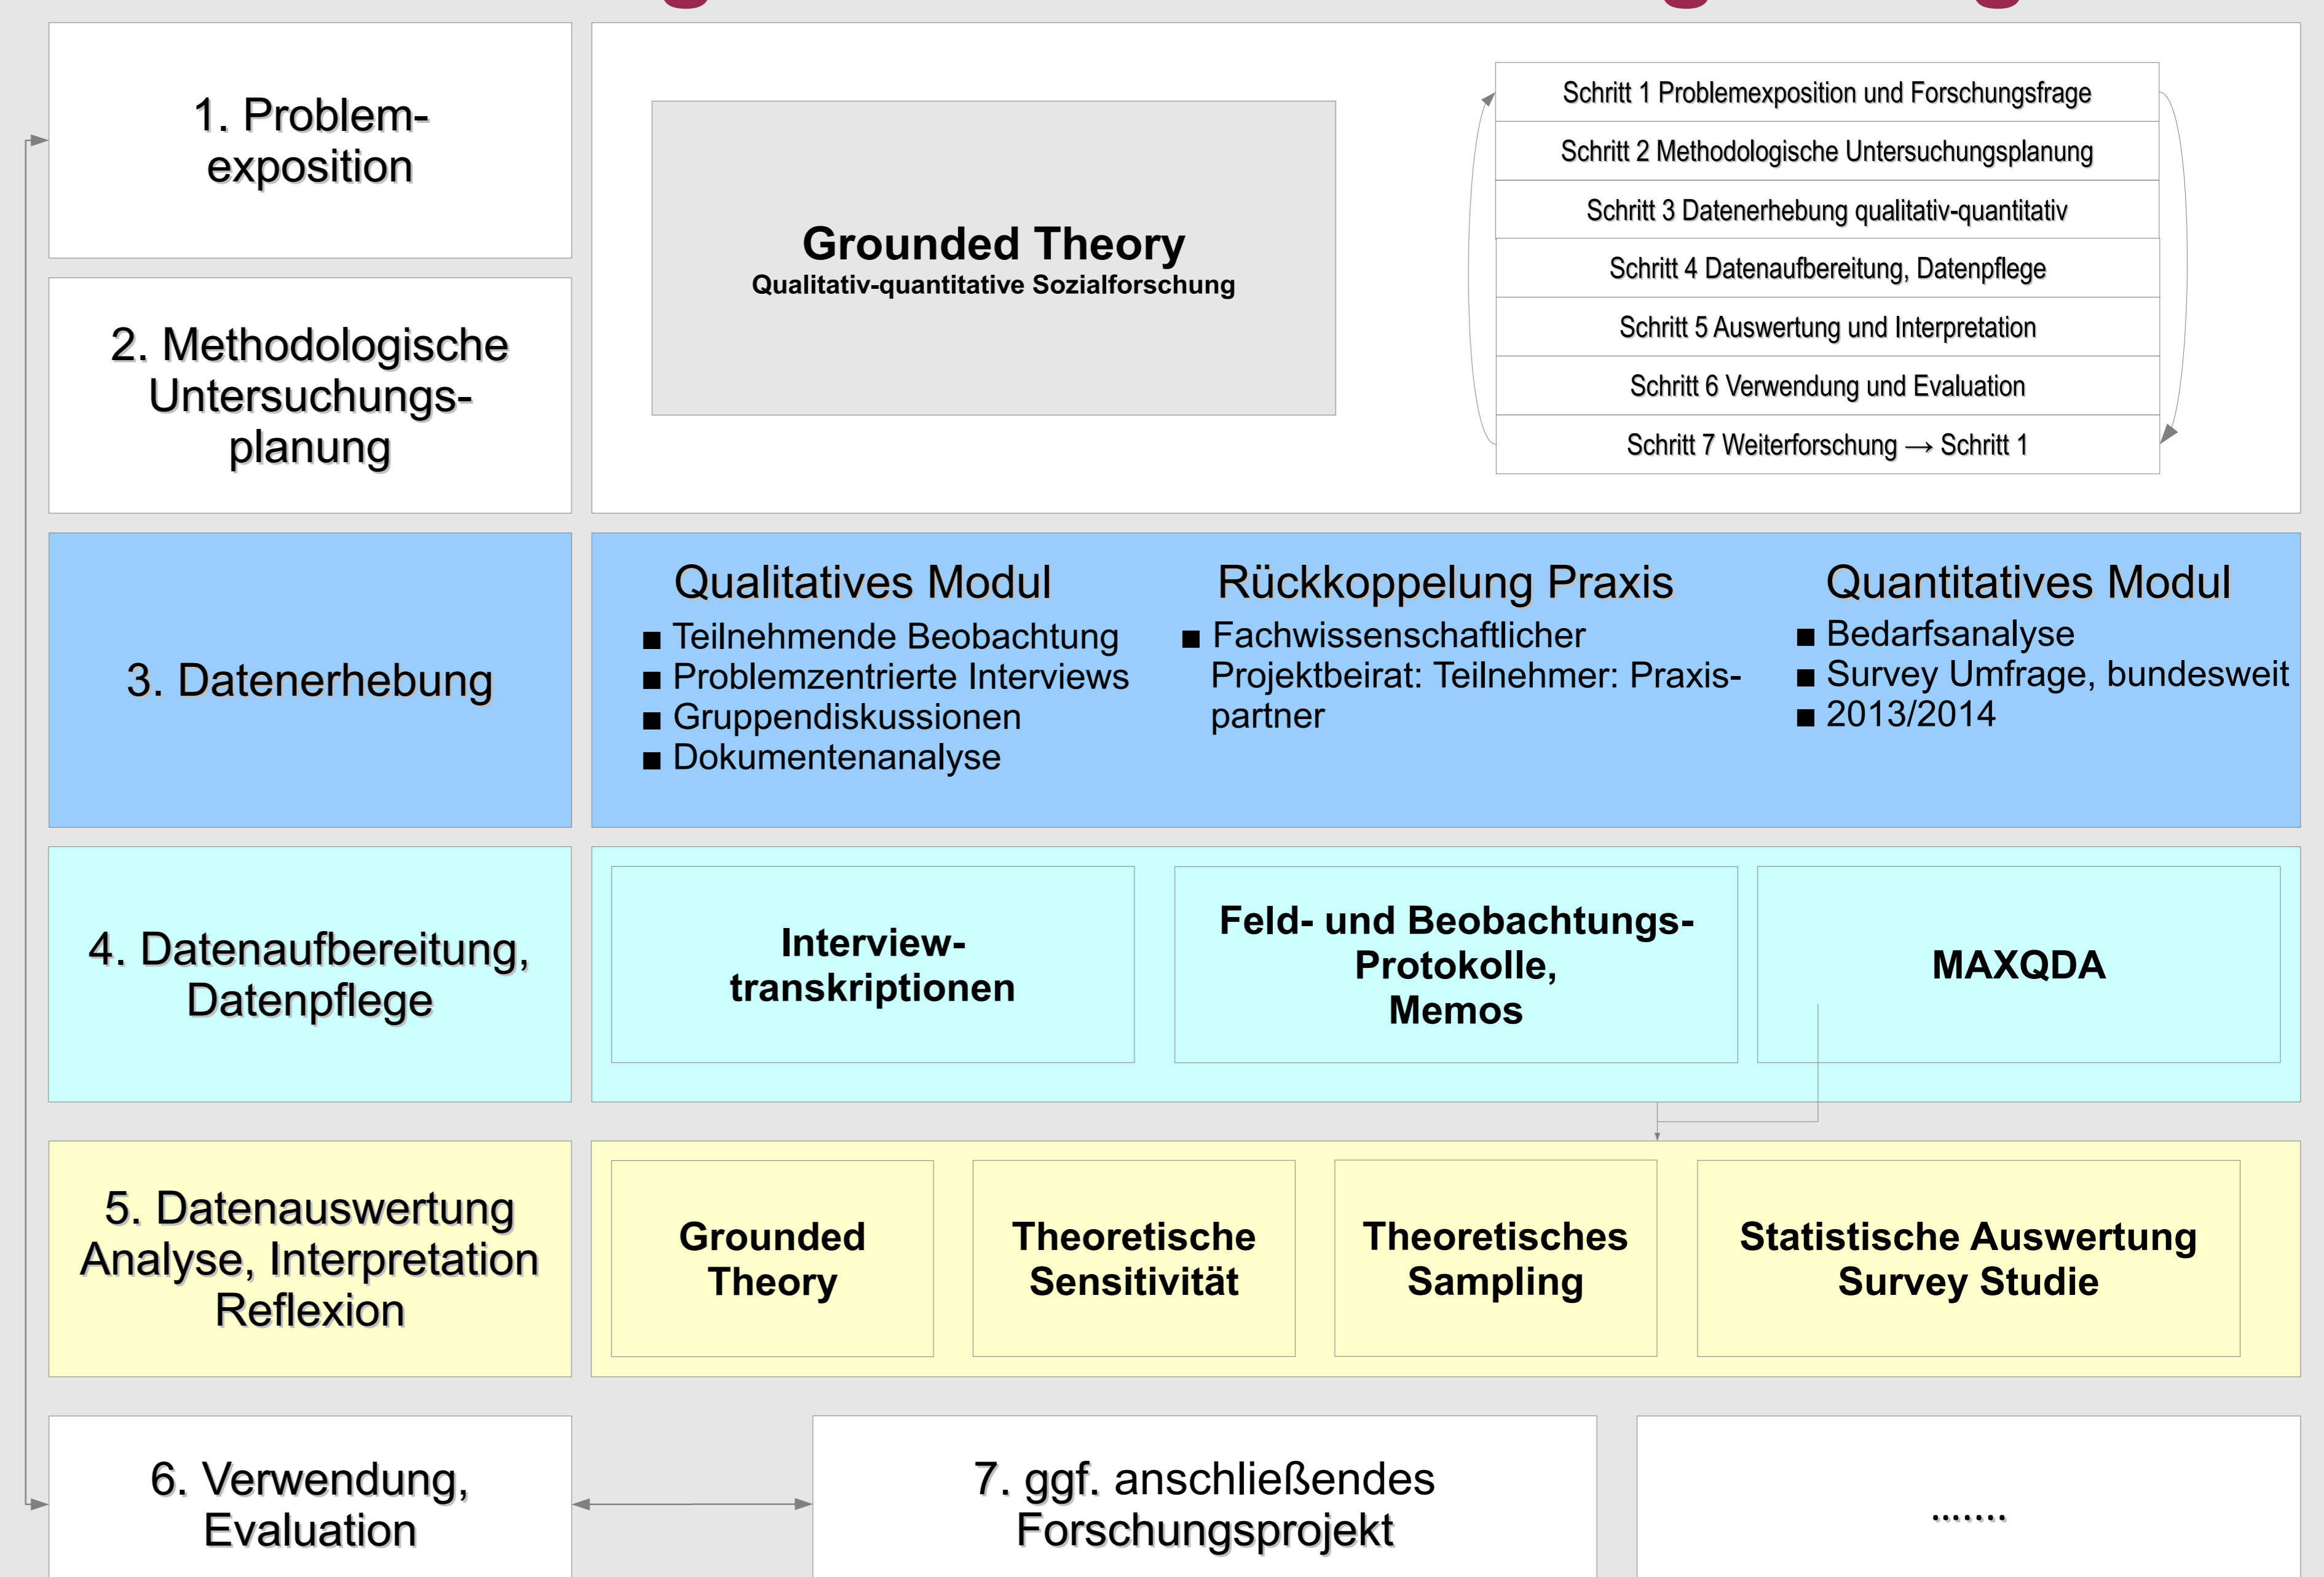 1. Problem-
exposition
2. Methodologische
Untersuchungs-
planung
Grounded Theory
Qualitativ-quantitative Sozialforschung
Schritt 1 Problemexposition und Forschungsfrage
Schritt 2 Methodologische Untersuchungsplanung
Schritt 3 Datenerhebung qualitativ-quantitativ
Schritt 4 Datenaufbereitung, Datenpflege
Schritt 5 Auswertung und Interpretation
Schritt 6 Verwendung und Evaluation
Schritt 7 Weiterforschung → Schritt 1
3. Datenerhebung
Qualitatives Modul
■ Teilnehmende Beobachtung
■ Problemzentrierte Interviews
■ Gruppendiskussionen
■ Dokumentenanalyse
Rückkoppelung Praxis
■ Fachwissenschaftlicher
Projektbeirat: Teilnehmer: Praxis-
partner
Quantitatives Modul
■ Bedarfsanalyse
■ Survey Umfrage, bundesweit
■ 2013/2014
4. Datenaufbereitung,
Datenpflege
Interview-
transkriptionen
Feld- und Beobachtungs-
Protokolle,
Memos
MAXQDA
5. Datenauswertung
Analyse, Interpretation
Reflexion
Grounded
Theory
Theoretische
Sensitivität
Theoretisches
Sampling
Statistische Auswertung
Survey Studie
6. Verwendung,
Evaluation
7. ggf. anschließendes
Forschungsprojekt
.......